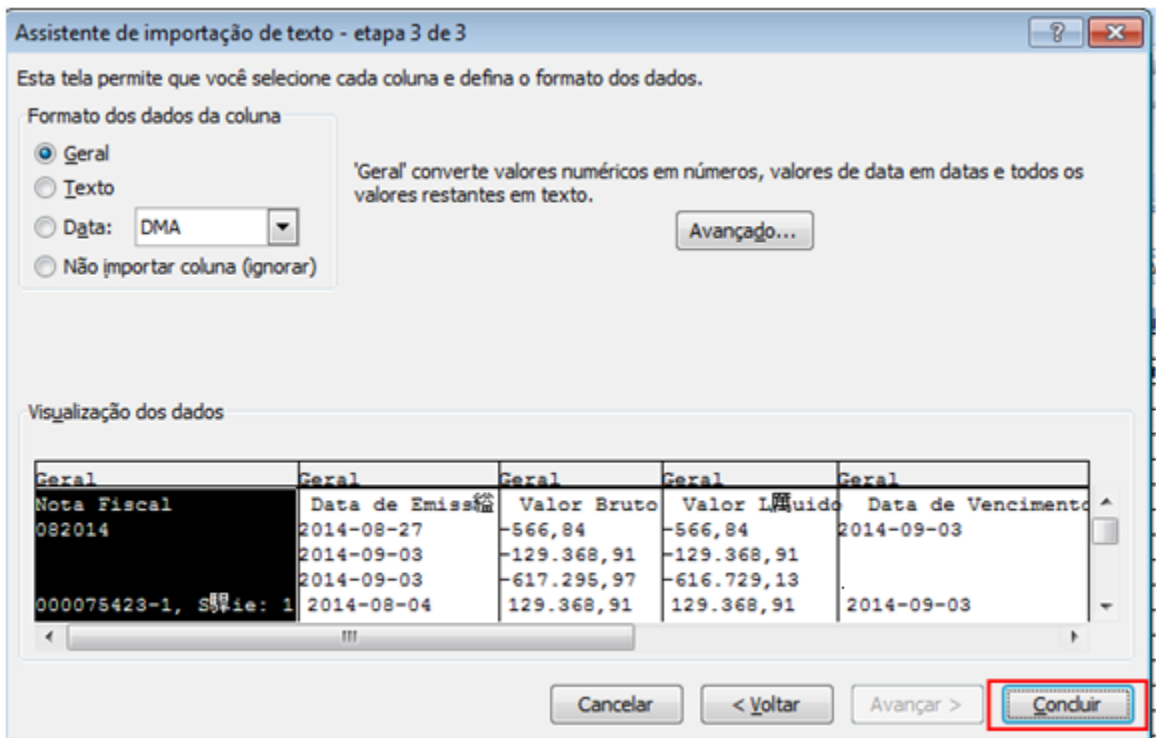 Assistente de importação de texto - etapa 3 de 3
Esta tela permite que você selecione cada coluna e defina o formato dos dados.
Formato dos dados da coluna
Geral
Texto
Data: DMA
Não importar coluna (ignorar)
'Geral' converte valores numéricos em números, valores de data em datas e todos os
valores restantes em texto.
Avançado...
Visualização dos dados
Geral Geral Geral Geral Geral
Nota Fiscal Data de Emiss Valor Bruto Valor L uido Data de Vencimento
082014 2014-08-27 -566,84 -566,84 2014-09-03
2014-09-03 -129.368,91 -129.368,91
2014-09-03 -617.295,97 -616.729,13 .
000075423-1, S驛ie: 1 2014-08-04 129.368,91 129.368,91 2014-09-03
Cancelar < Voltar Avançar > Concluir